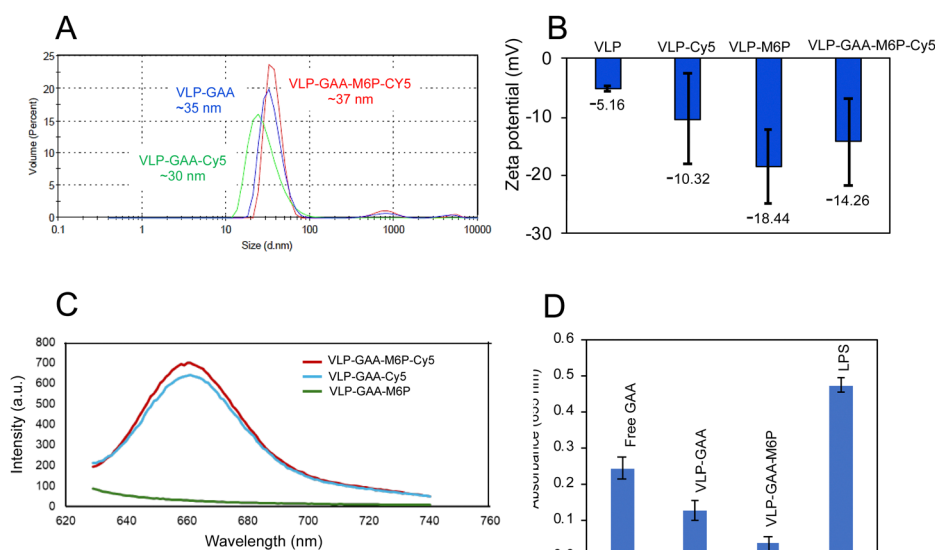 A
25
20
15
10
5
0
Volume (Percent)
VLP-GAA
~35 nm
VLP-GAA-M6P-CY5
~37 nm
VLP-GAA-Cy5
~30 nm
0.1 1 10 100 1000 10000
Size (d.nm)
B
VLP VLP-Cy5 VLP-M6P VLP-GAA-M6P-Cy5
Zeta potential (mV)
0
-10
-20
-30
−5.16
−10.32
−18.44
−14.26
C
800
700
600
500
400
300
200
100
0
Intensity (a.u.)
VLP-GAA-M6P-Cy5
VLP-GAA-Cy5
VLP-GAA-M6P
620 640 660 680 700 720 740 760
Wavelength (nm)
D
0.6
0.5
0.4
0.3
0.2
0.1
Free GAA
VLP-GAA
VLP-GAA-M6P
LPS